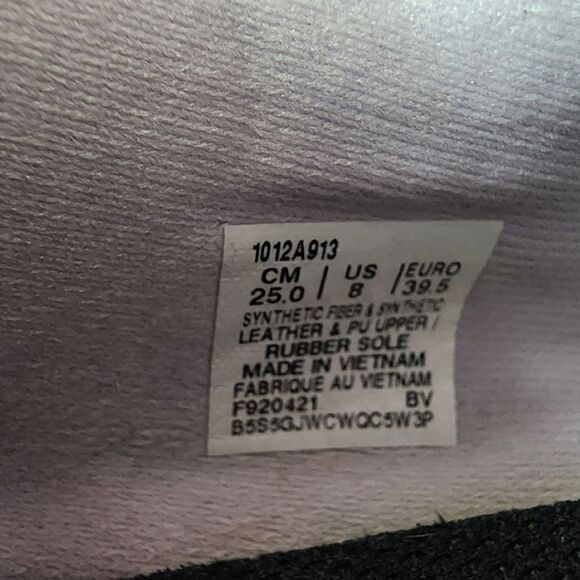 1012A913
CM / US / EURO
25.0 / 8 / 39.5
SYNTHETIC FIBER & SYNTHETIC
LEATHER & PU UPPER /
RUBBER SOLE
MADE IN VIETNAM
FABRIQUE AU VIETNAM
F920421 BV
B5S5GJWCWQC5W3P